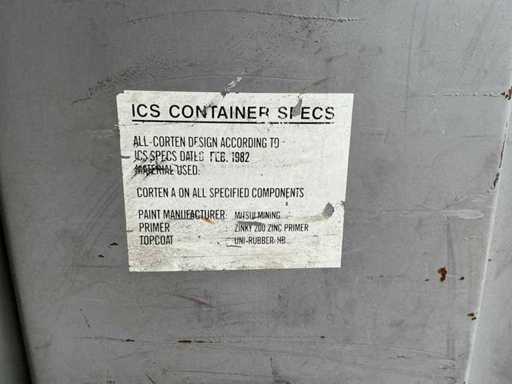 ICS CONTAINER SPECS
ALL-CORTEN DESIGN ACCORDING TO
ICS SPECS DATED FEB. 1982
MATERIAL USED:
CORTEN A ON ALL SPECIFIED COMPONENTS
PAINT MANUFACTURER: MITSUI MINING
PRIMER ZINKY 200 ZINC PRIMER
TOPCOAT UNI-RUBBER-HB